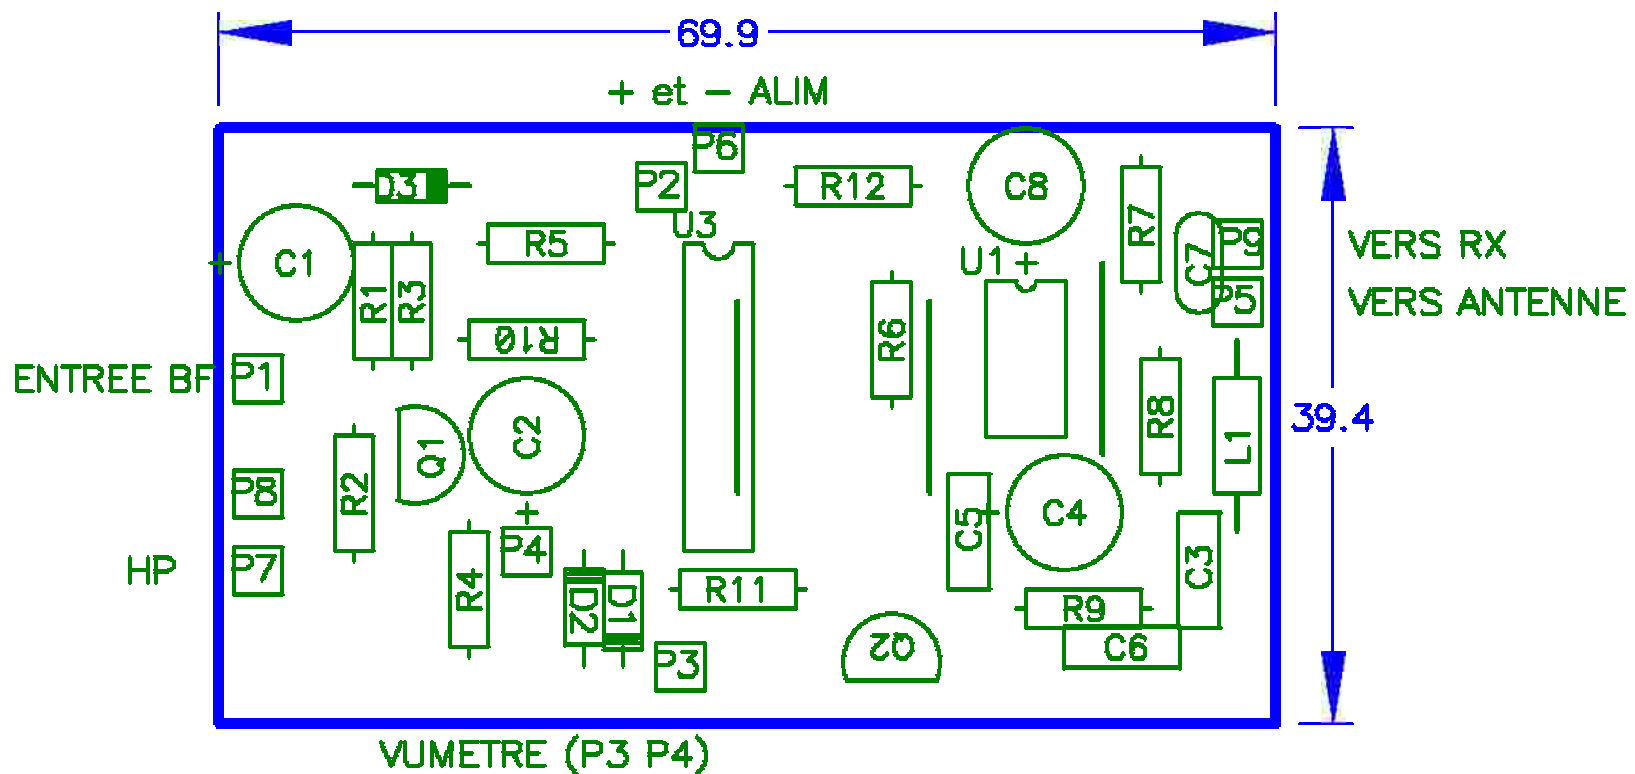 69.9
+ et - ALIM
P6
D3
P2
R12
C8
R7
U3
R5
P9
VERS RX
C1
+
U1
+
C7
R1
R3
P5
VERS ANTENNE
R10
R6
ENTREE BF
P1
39.4
C2
Q1
R8
L1
P8
R2
+
C5
+
C4
P4
HP
P7
R4
D2
D1
R11
C3
R9
Q2
C6
P3
VUMETRE (P3 P4)